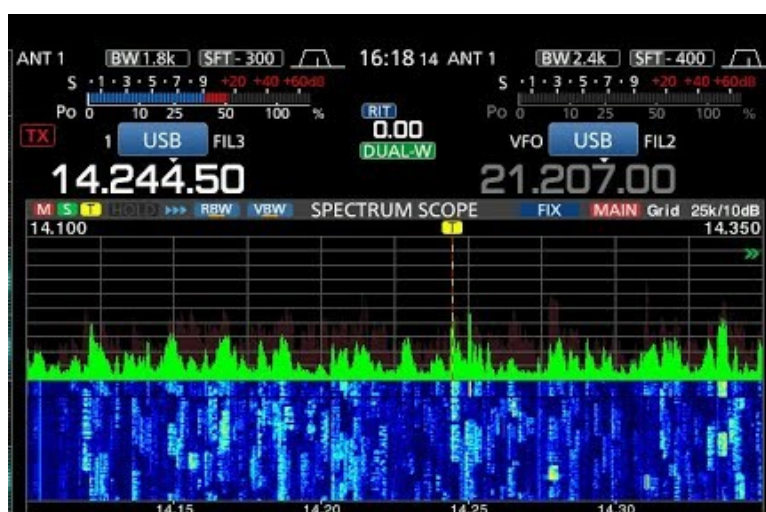 ANT 1 BW 1.8k SFT - 300 16:18 14 ANT 1 BW 2.4k SFT - 400
S ·1·3·5·7·9 +20 +40 +60dB S ·1·3·5·7·9 +20 +40 +60dB
Po 0 10 25 50 100 % RIT Po 0 10 25 50 100 %
0.00
TX 1 USB FIL3 DUAL-W VFO USB FIL2
14.244.50 21.207.00
M S T HOLD RBW VBW SPECTRUM SCOPE FIX MAIN Grid 25k/10dB
14.100 T 14.350
14.15 14.20 14.25 14.30